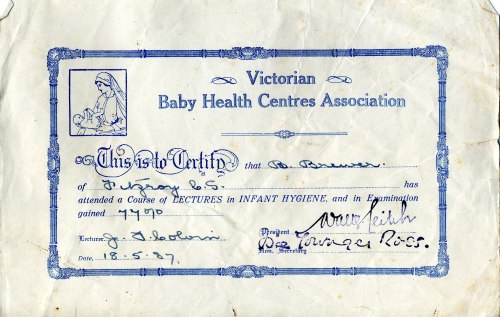 Victorian
Baby Health Centres Association
This is to Certify that B. Brewer.
of Fitzroy C.S. has
attended a Course of LECTURES in INFANT HYGIENE, and in Examination
gained 77%
President
Lecturer
Hon. Secretary Ross.
Date, 18.5.37.